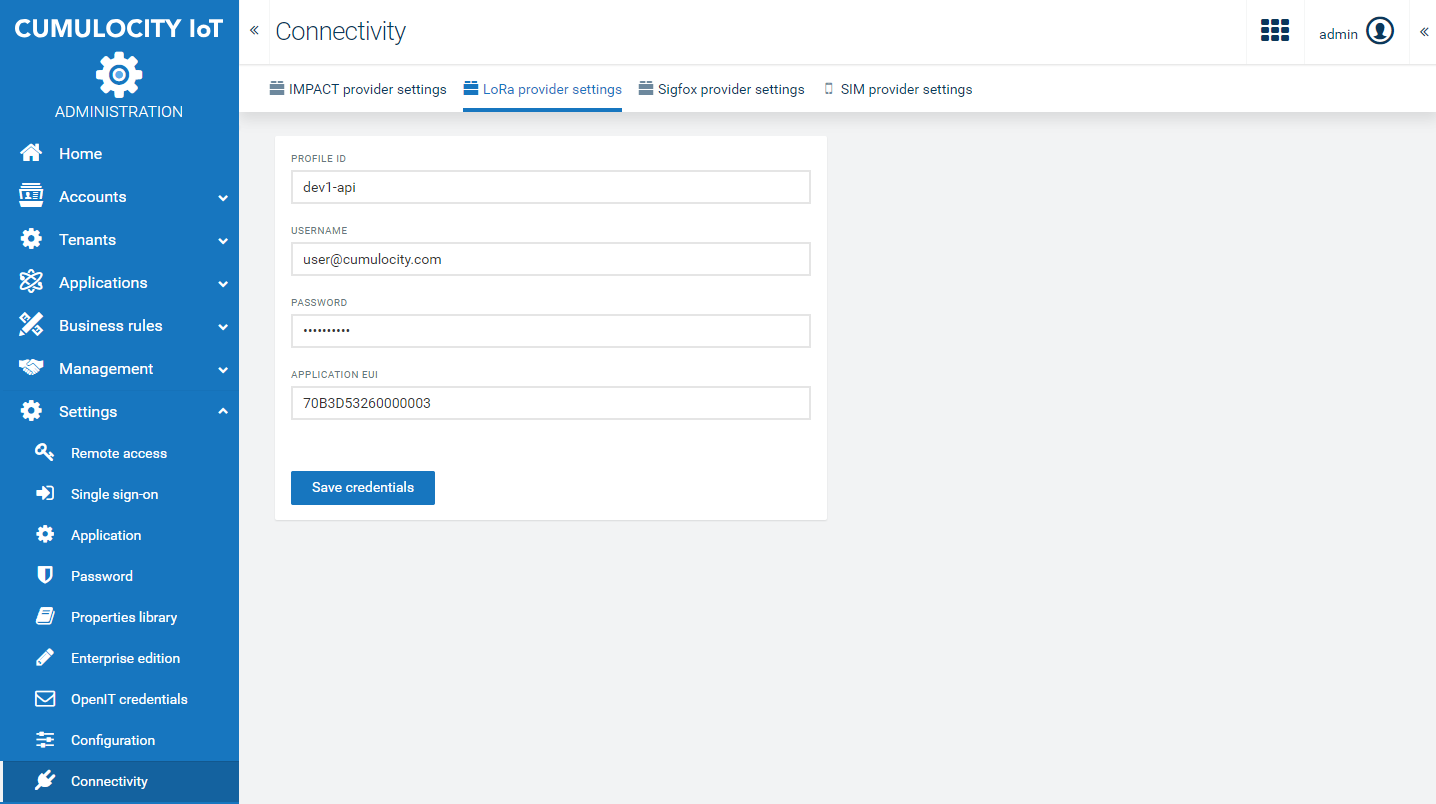 CUMULOCITY IoT
ADMINISTRATION
Home
Accounts
Tenants
Applications
Business rules
Management
Settings
Remote access
Single sign-on
Application
Password
Properties library
Enterprise edition
OpenIT credentials
Configuration
Connectivity
« Connectivity
admin «
IMPACT provider settings LoRa provider settings Sigfox provider settings SIM provider settings
PROFILE ID
dev1-api
USERNAME
user@cumulocity.com
PASSWORD
••••••••••
APPLICATION EUI
70B3D53260000003
Save credentials